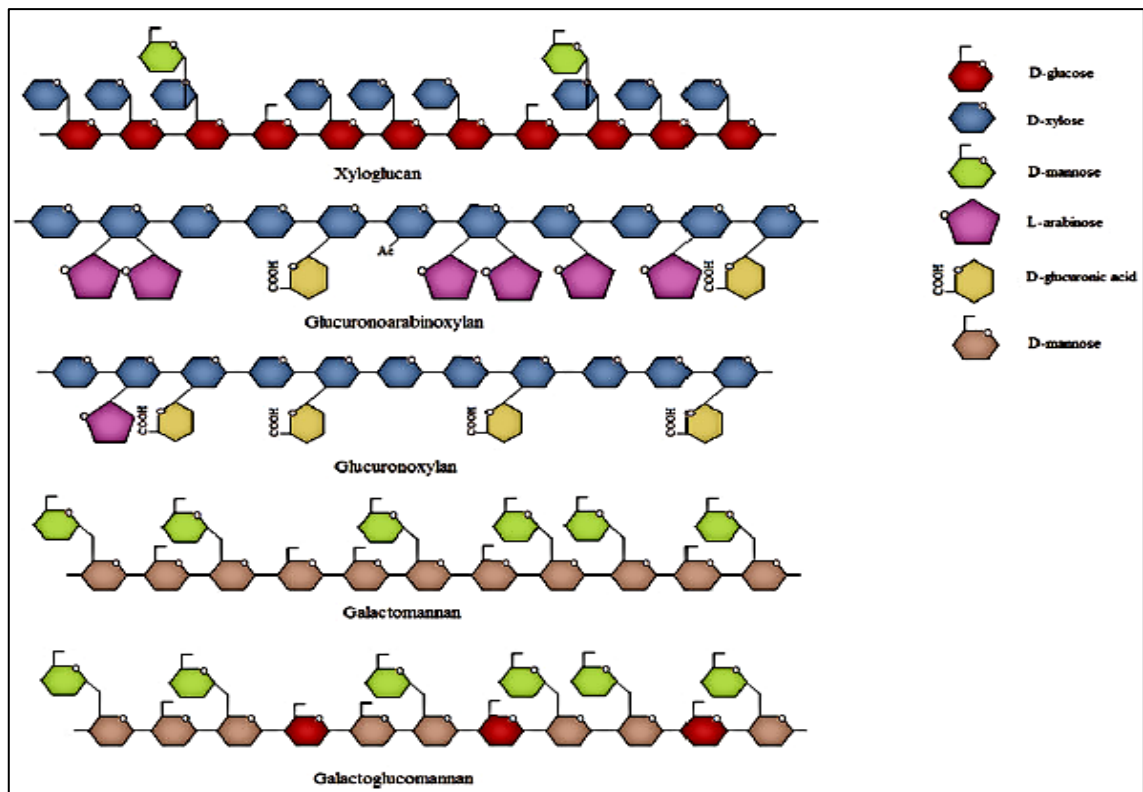 D-glucose
D-xylose
D-mannose
L-arabinose
COOH
D-glucuronic acid
D-mannose
Xyloglucan
Ac
COOH
COOH
Glucuronoarabinoxylan
COOH
COOH
COOH
COOH
Glucuronoxylan
Galactomannan
Galactoglucomannan